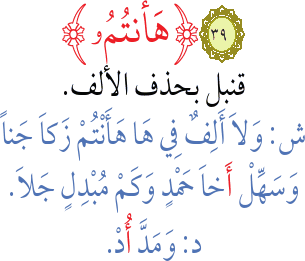 ٣٩ ﴿هَأَنتُمُو﴾
قنبل بحذف الألف.
ش: وَلاَ أَلِفٌ فِي هَا هَأَنْتُمْ زَكَا جَناً
وَسَهِّلْ أَخَا حَمْدٍ وَكَمْ مُبْدِلٍ جَلاَ.
د: وَمَدَّ أُدْ.